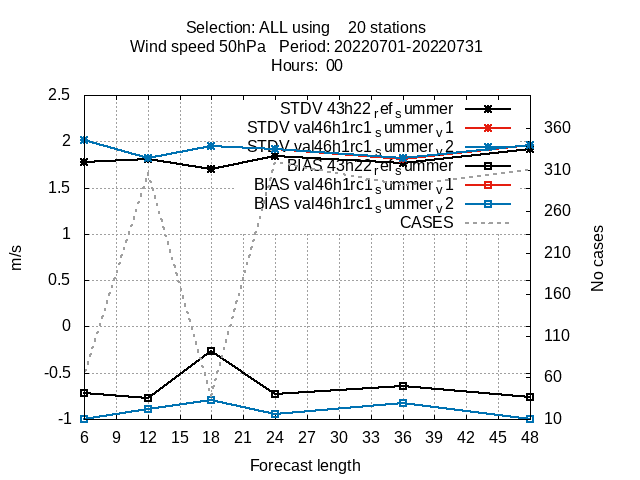 Selection: ALL using 20 stations
Wind speed 50hPa Period: 20220701-20220731
Hours: 00
2.5
2
1.5
1
0.5
0
-0.5
-1
m/s
STDV 43h22_ref_summer
STDV val46h1rc1_summer_v1
STDV val46h1rc1_summer_v2
BIAS 43h22_ref_summer
BIAS val46h1rc1_summer_v1
BIAS val46h1rc1_summer_v2
CASES
360
310
260
210
160
110
60
10
No cases
6 9 12 15 18 21 24 27 30 33 36 39 42 45 48
Forecast length